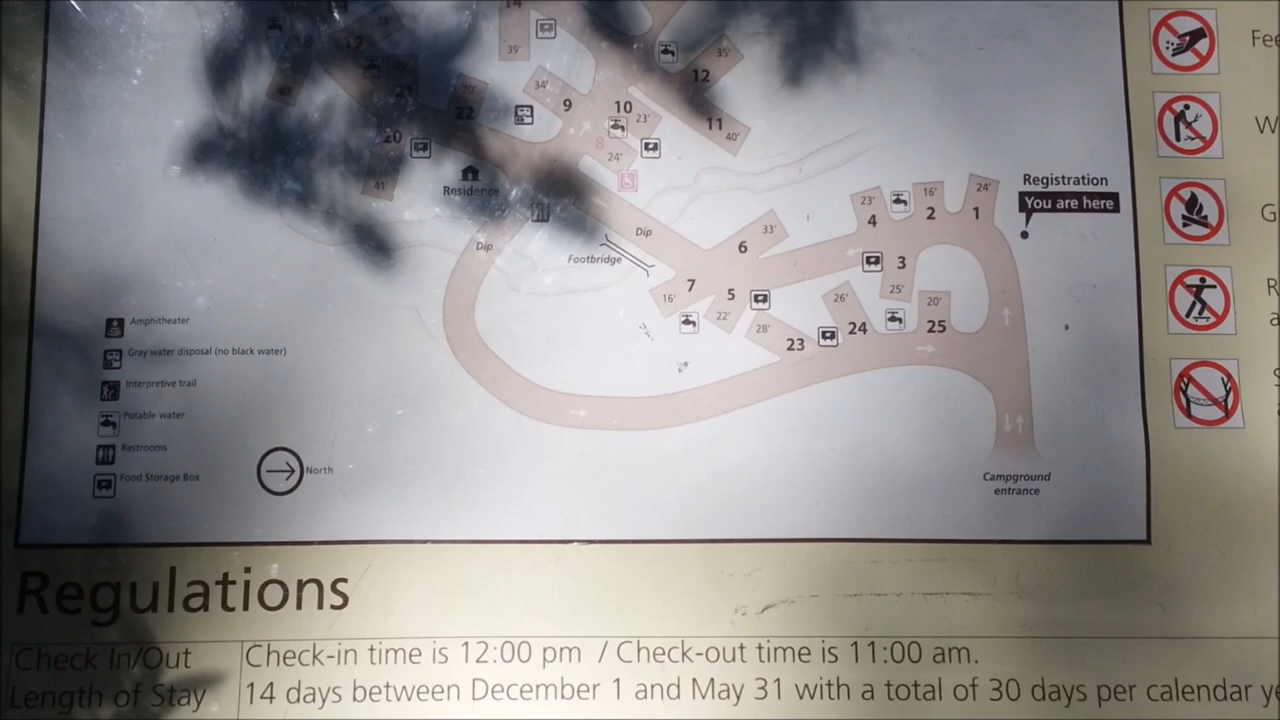 14
39'
35'
12
19
40'
21
20'
22
34'
9
10
23'
11
40'
20
8
24'
41'
Residence
Registration
You are here
24'
16'
23'
4
2
1
Dip
Dip
33'
6
Footbridge
3
7
5
16'
22'
25'
26'
20'
28'
24
25
23
Amphitheater
Gray water disposal (no black water)
Interpretive trail
Potable water
Restrooms
Food Storage Box
North
Campground
entrance
Regulations
Check In/Out
Check-in time is 12:00 pm / Check-out time is 11:00 am.
Length of Stay
14 days between December 1 and May 31 with a total of 30 days per calendar